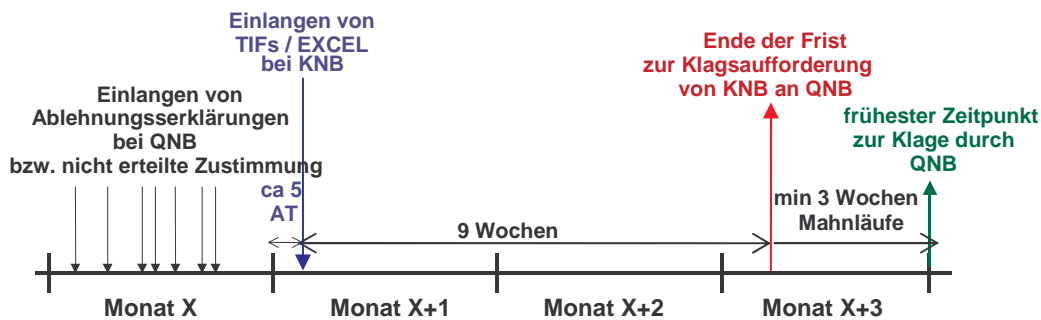 Einlangen von
TIFs / EXCEL
bei KNB
Ende der Frist
zur Klagsaufforderung
von KNB an QNB
Einlangen von
Ablehnungsserklärungen
bei QNB
bzw. nicht erteilte Zustimmung
frühester Zeitpunkt
zur Klage durch
QNB
ca 5
AT
min 3 Wochen
Mahnläufe
9 Wochen
Monat X
Monat X+1
Monat X+2
Monat X+3